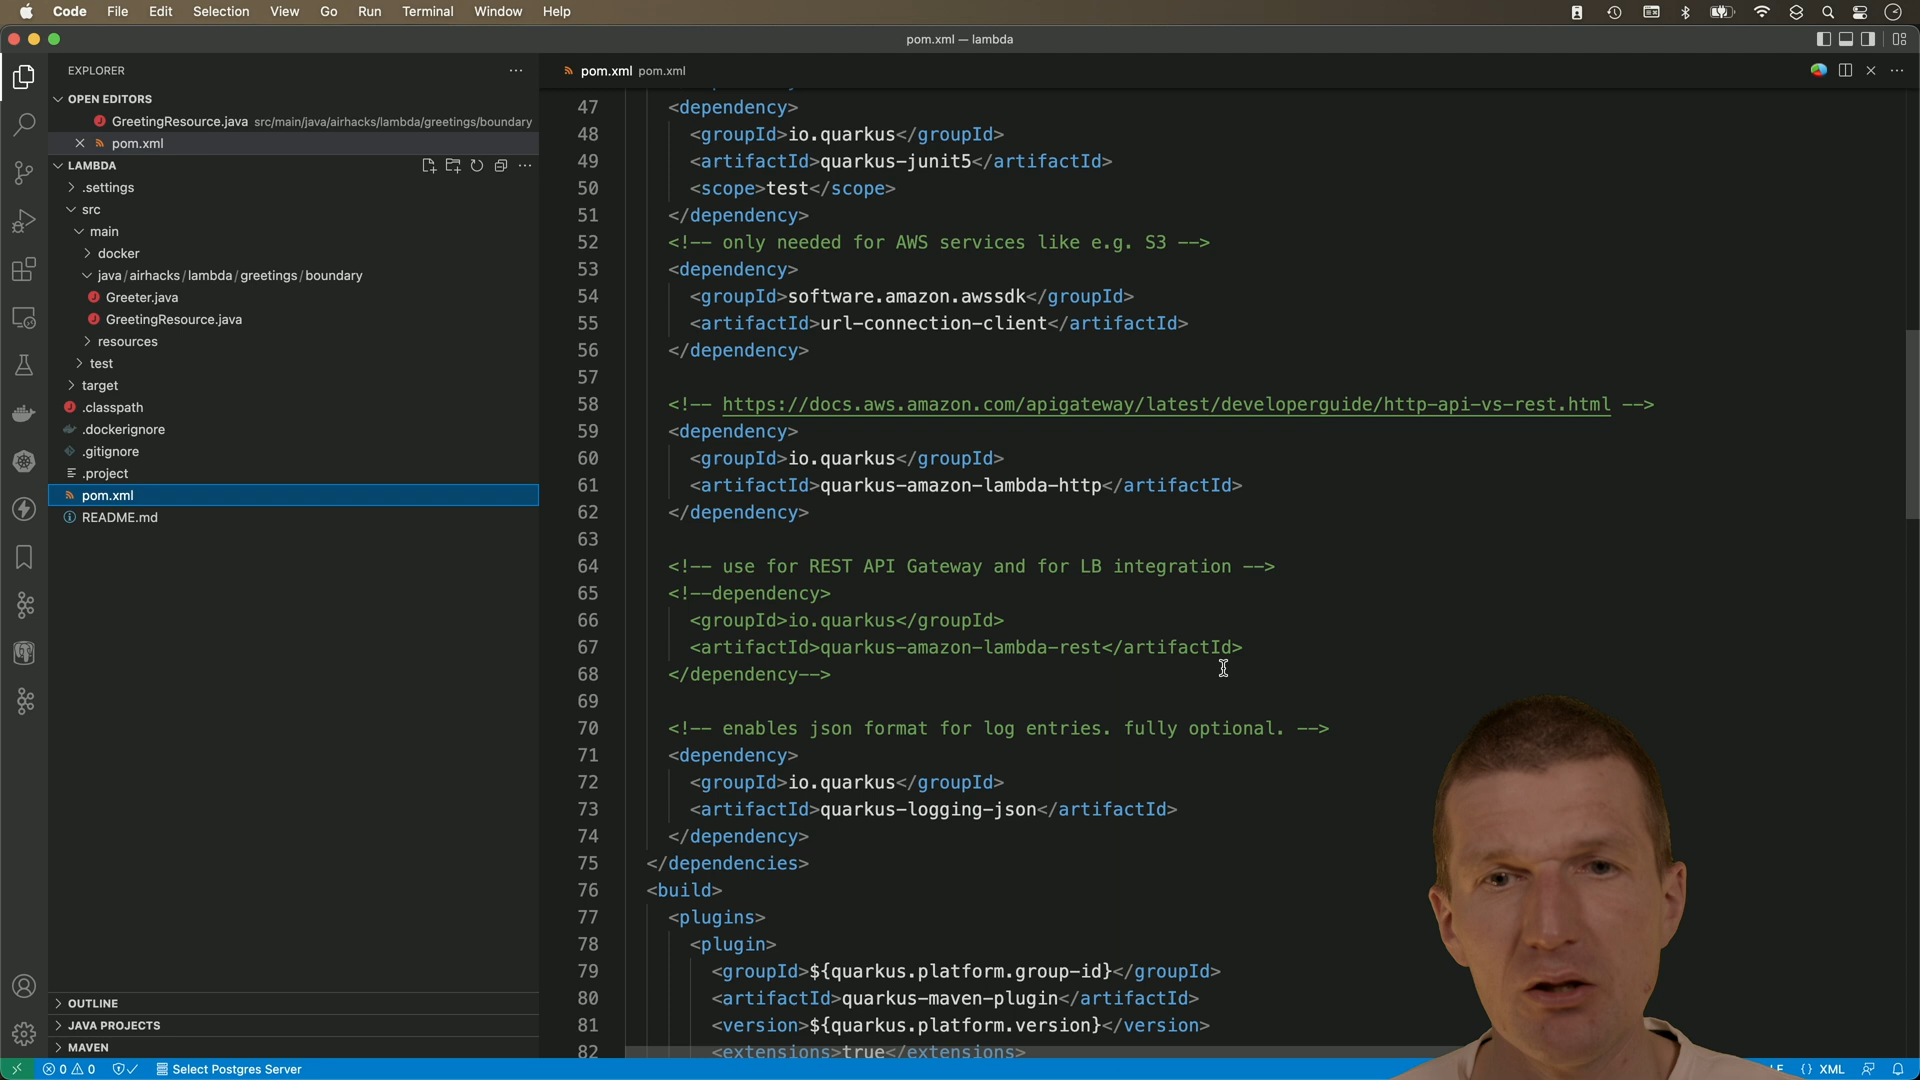 Code File Edit Selection View Go Run Terminal Window Help
pom.xml — lambda
EXPLORER
OPEN EDITORS
GreetingResource.java src/main/java/airhacks/lambda/greetings/boundary
pom.xml
LAMBDA
.settings
src
main
docker
java/airhacks/lambda/greetings/boundary
Greeter.java
GreetingResource.java
resources
test
target
.classpath
.dockerignore
.gitignore
.project
pom.xml
README.md
OUTLINE
JAVA PROJECTS
MAVEN
pom.xml pom.xml
47 <dependency>
48 <groupId>io.quarkus</groupId>
49 <artifactId>quarkus-junit5</artifactId>
50 <scope>test</scope>
51 </dependency>
52 <!-- only needed for AWS services like e.g. S3 -->
53 <dependency>
54 <groupId>software.amazon.awssdk</groupId>
55 <artifactId>url-connection-client</artifactId>
56 </dependency>
57
58 <!-- https://docs.aws.amazon.com/apigateway/latest/developerguide/http-api-vs-rest.html -->
59 <dependency>
60 <groupId>io.quarkus</groupId>
61 <artifactId>quarkus-amazon-lambda-http</artifactId>
62 </dependency>
63
64 <!-- use for REST API Gateway and for LB integration -->
65 <!--dependency>
66 <groupId>io.quarkus</groupId>
67 <artifactId>quarkus-amazon-lambda-rest</artifactId>
68 </dependency-->
69
70 <!-- enables json format for log entries. fully optional. -->
71 <dependency>
72 <groupId>io.quarkus</groupId>
73 <artifactId>quarkus-logging-json</artifactId>
74 </dependency>
75 </dependencies>
76 <build>
77 <plugins>
78 <plugin>
79 <groupId>${quarkus.platform.group-id}</groupId>
80 <artifactId>quarkus-maven-plugin</artifactId>
81 <version>${quarkus.platform.version}</version>
82 <extensions>true</extensions>
0 0 Select Postgres Server
{} XML